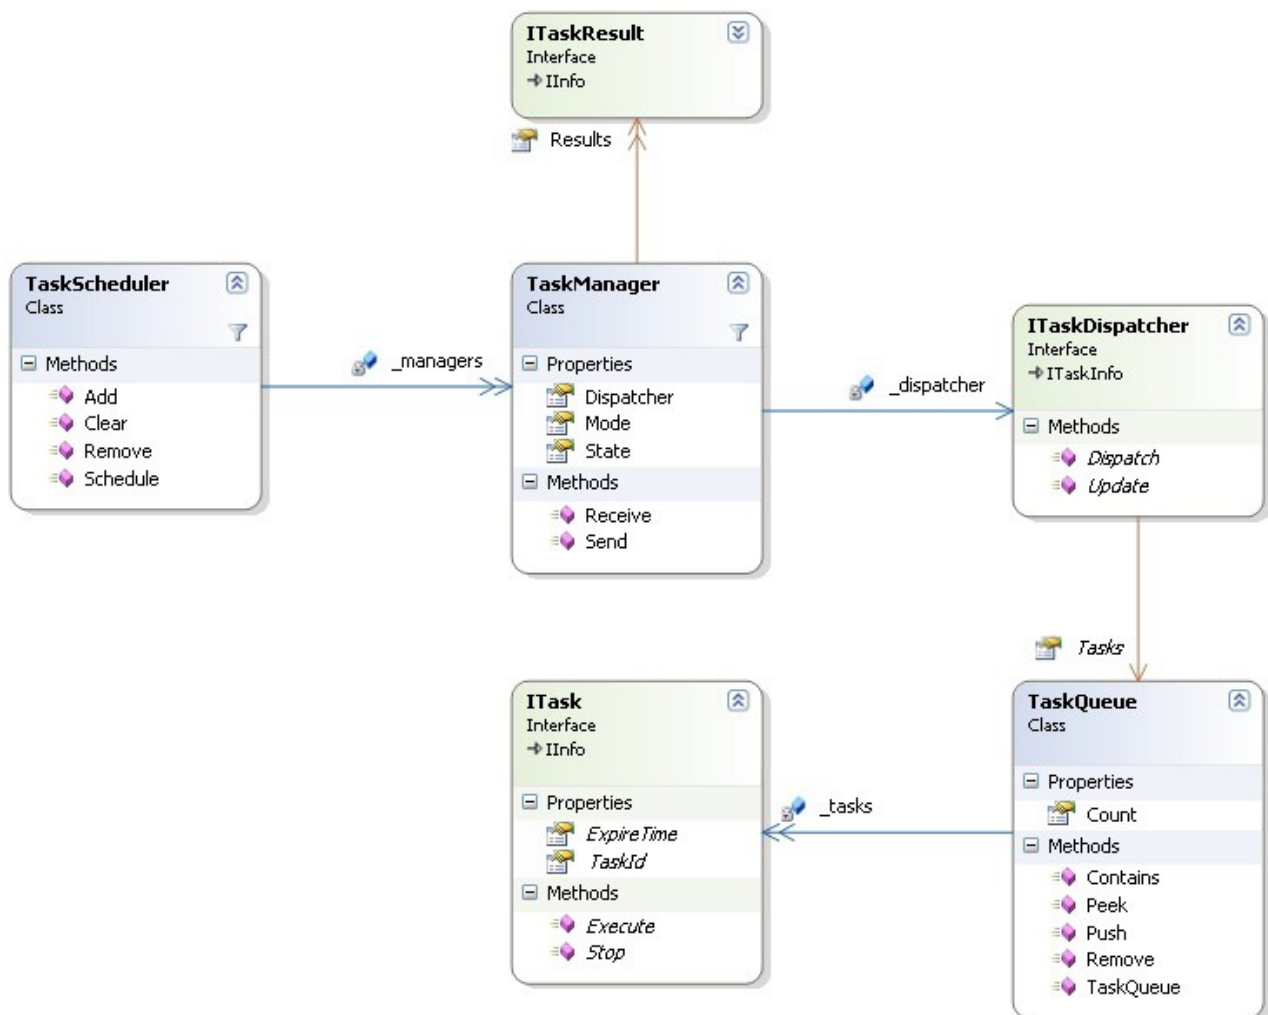 ITaskResult
Interface
IInfo
Results
TaskScheduler
Class
Methods
Add
Clear
Remove
Schedule
_managers
TaskManager
Class
Properties
Dispatcher
Mode
State
Methods
Receive
Send
_dispatcher
ITaskDispatcher
Interface
ITaskInfo
Methods
Dispatch
Update
Tasks
ITask
Interface
IInfo
Properties
ExpireTime
TaskId
Methods
Execute
Stop
_tasks
TaskQueue
Class
Properties
Count
Methods
Contains
Peek
Push
Remove
TaskQueue